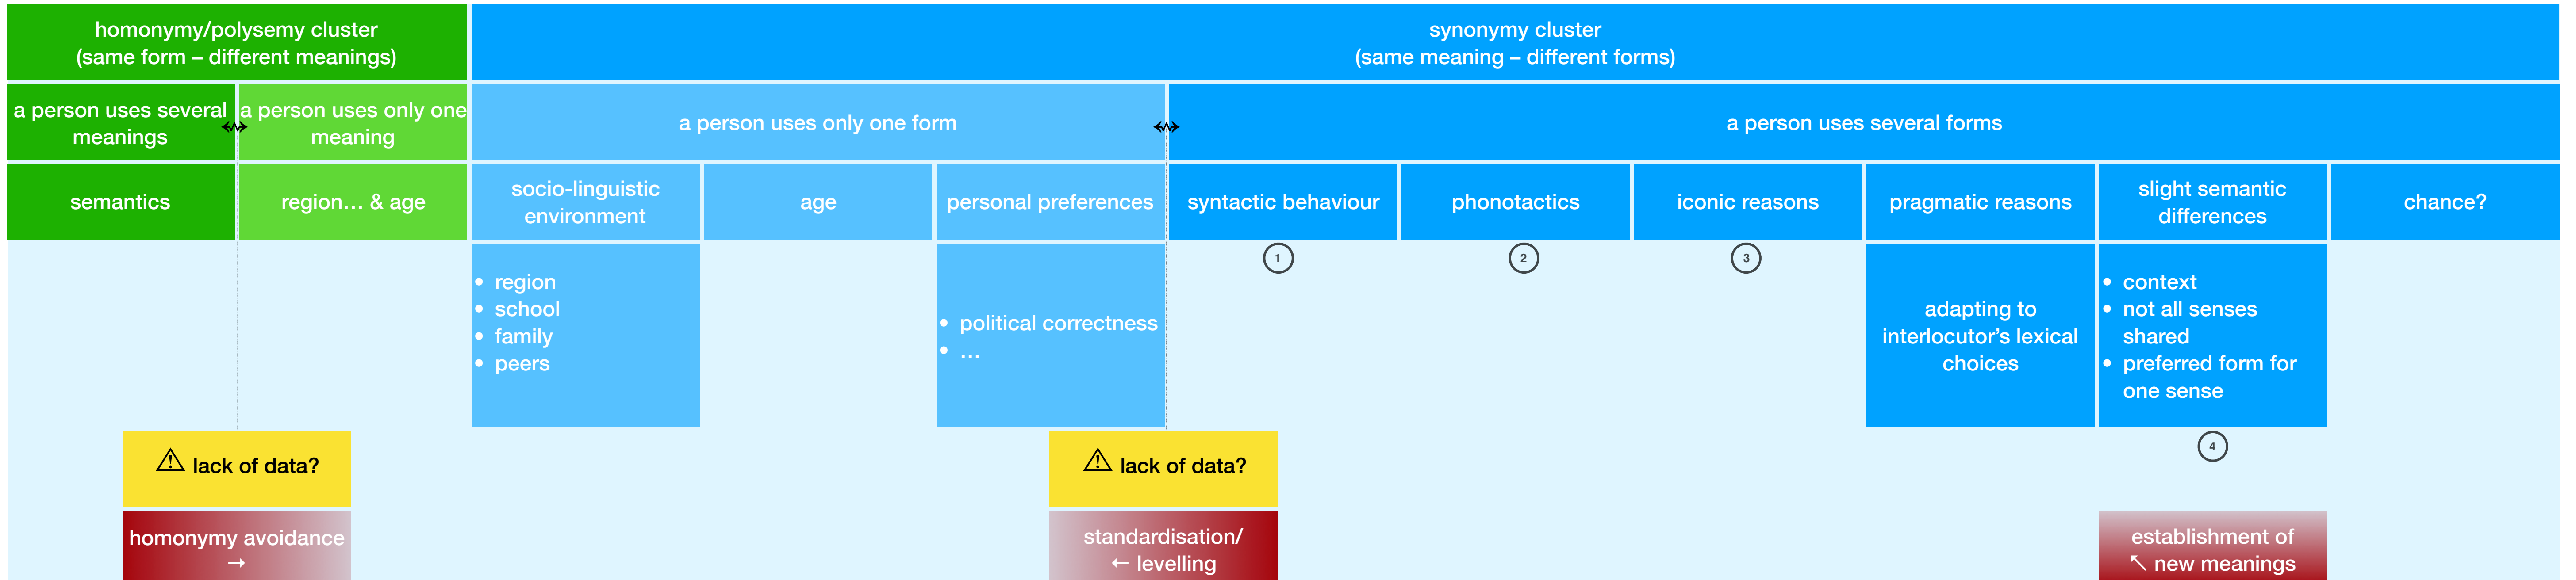 homonymy/polysemy cluster
(same form – different meanings)
synonymy cluster
(same meaning – different forms)
a person uses several
meanings
a person uses only one
meaning
a person uses only one form
a person uses several forms
semantics
region… & age
socio-linguistic
environment
age
personal preferences
syntactic behaviour
phonotactics
iconic reasons
pragmatic reasons
slight semantic
differences
chance?
1
2
3
• region
• school
• family
• peers
• political correctness
• …
adapting to
interlocutor’s lexical
choices
• context
• not all senses
shared
• preferred form for
one sense
4
⚠ lack of data?
⚠ lack of data?
homonymy avoidance
→
standardisation/
← levelling
establishment of
↖ new meanings